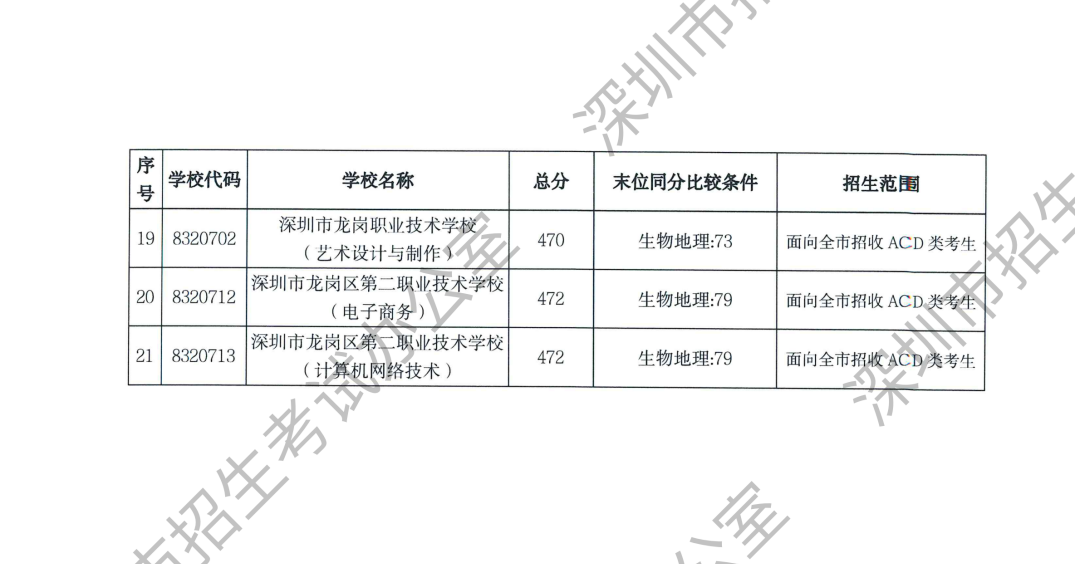 深圳市招
序号 学校代码 学校名称 总分 末位同分比较条件 招生范围
19 8320702 深圳市龙岗职业技术学校 470 生物地理:73 面向全市招收 ACD 类考生
（艺术设计与制作）
20 8320712 深圳市龙岗区第二职业技术学校 472 生物地理:79 面向全市招收 ACD 类考生
（电子商务）
21 8320713 深圳市龙岗区第二职业技术学校 472 生物地理:79 面向全市招收 ACD 类考生
（计算机网络技术）
市招生考试办公室
深圳市招生
公室